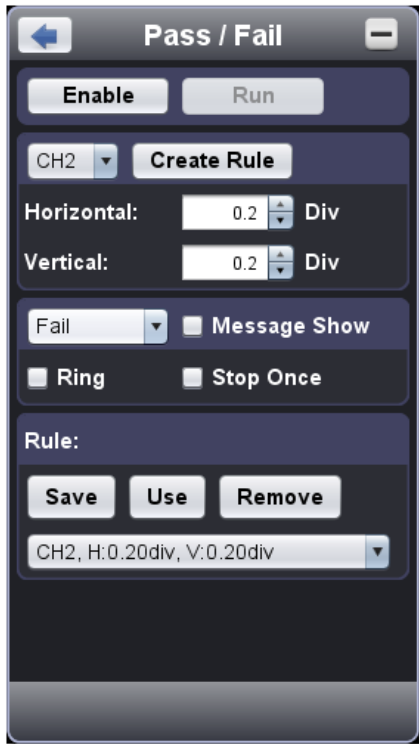 Pass / Fail
Enable Run
CH2 Create Rule
Horizontal: 0.2 Div
Vertical: 0.2 Div
Fail Message Show
Ring Stop Once
Rule:
Save Use Remove
CH2, H:0.20div, V:0.20div